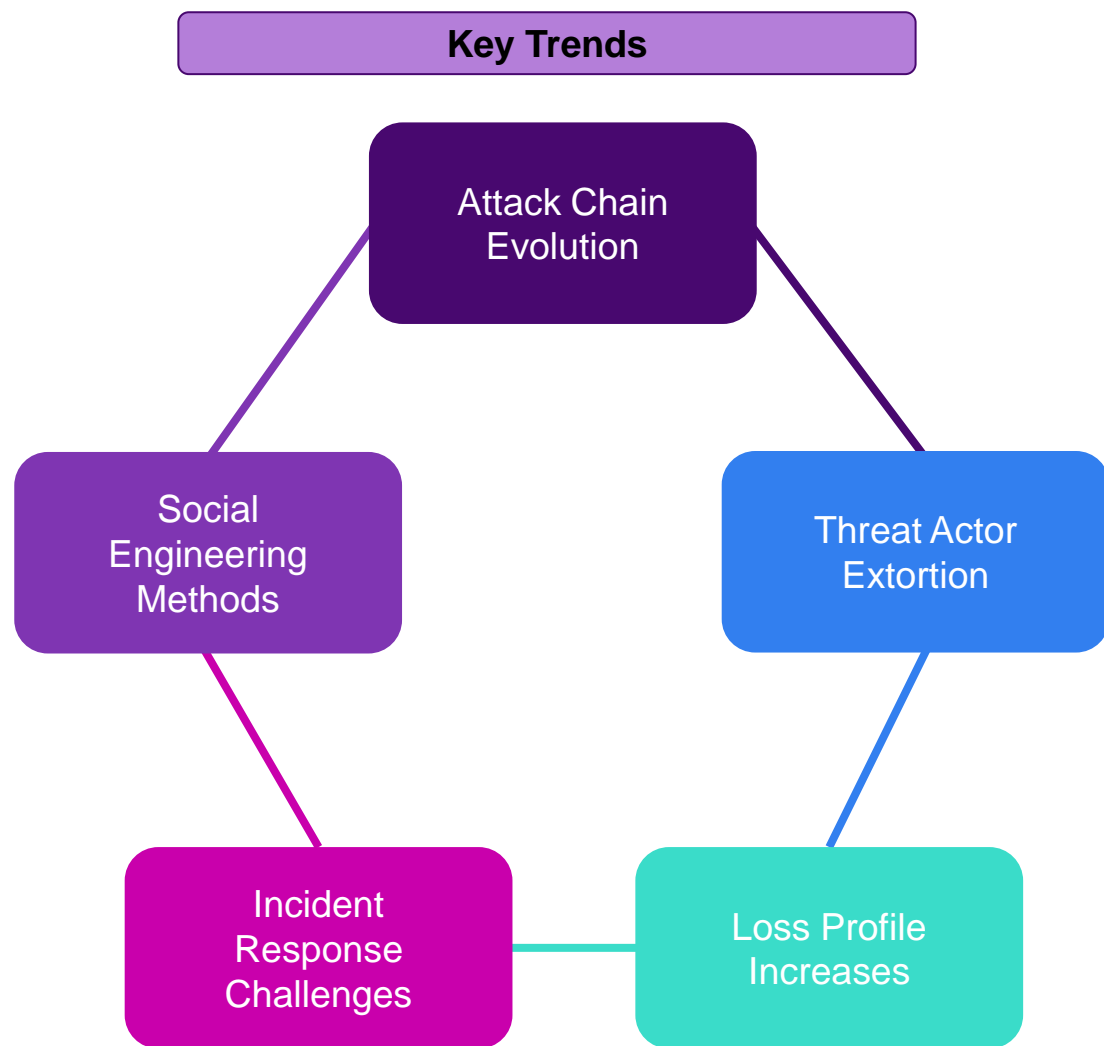 Key Trends
Attack Chain
Evolution
Social
Engineering
Methods
Threat Actor
Extortion
Incident
Response
Challenges
Loss Profile
Increases